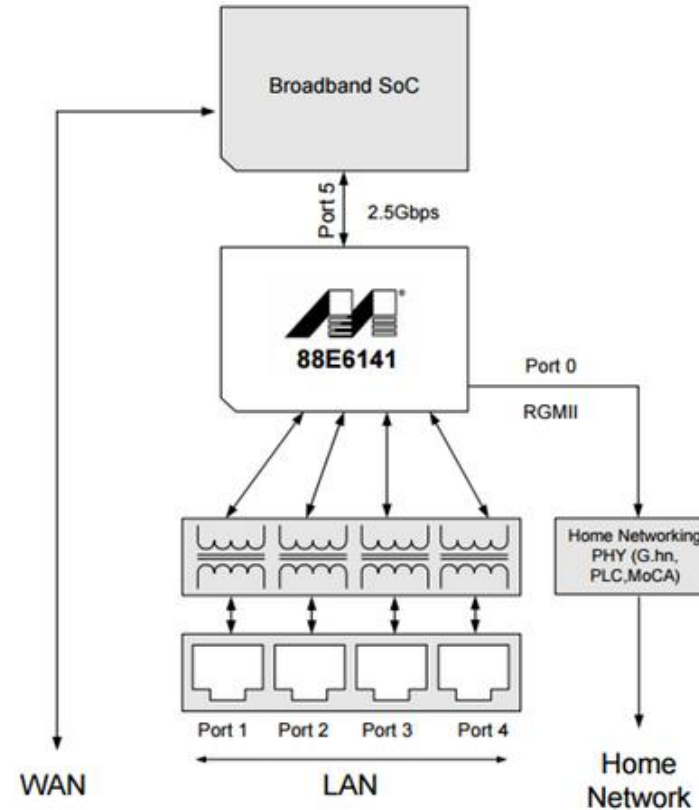 Broadband SoC
Port 5
2.5Gbps
®
88E6141
Port 0
RGMII
Home Networking
PHY (G.hn,
PLC,MoCA)
Port 1 Port 2 Port 3 Port 4
WAN
LAN
Home
Network